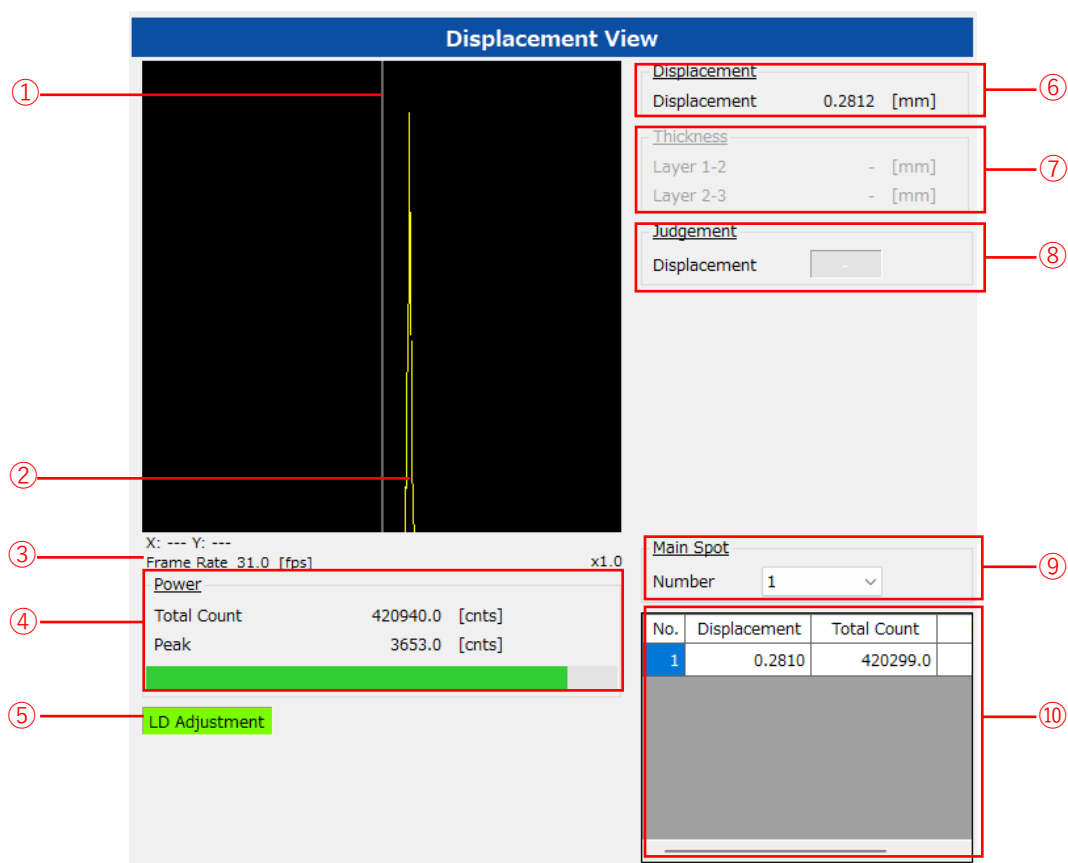 Displacement View
①
②
X: --- Y: ---
③
Frame Rate 31.0 [fps] x1.0
④
Power
Total Count 420940.0 [cnts]
Peak 3653.0 [cnts]
⑤
LD Adjustment
⑥
Displacement
Displacement 0.2812 [mm]
⑦
Thickness
Layer 1-2 - [mm]
Layer 2-3 - [mm]
⑧
Judgement
Displacement -
⑨
Main Spot
Number 1
⑩
No. Displacement Total Count
1 0.2810 420299.0